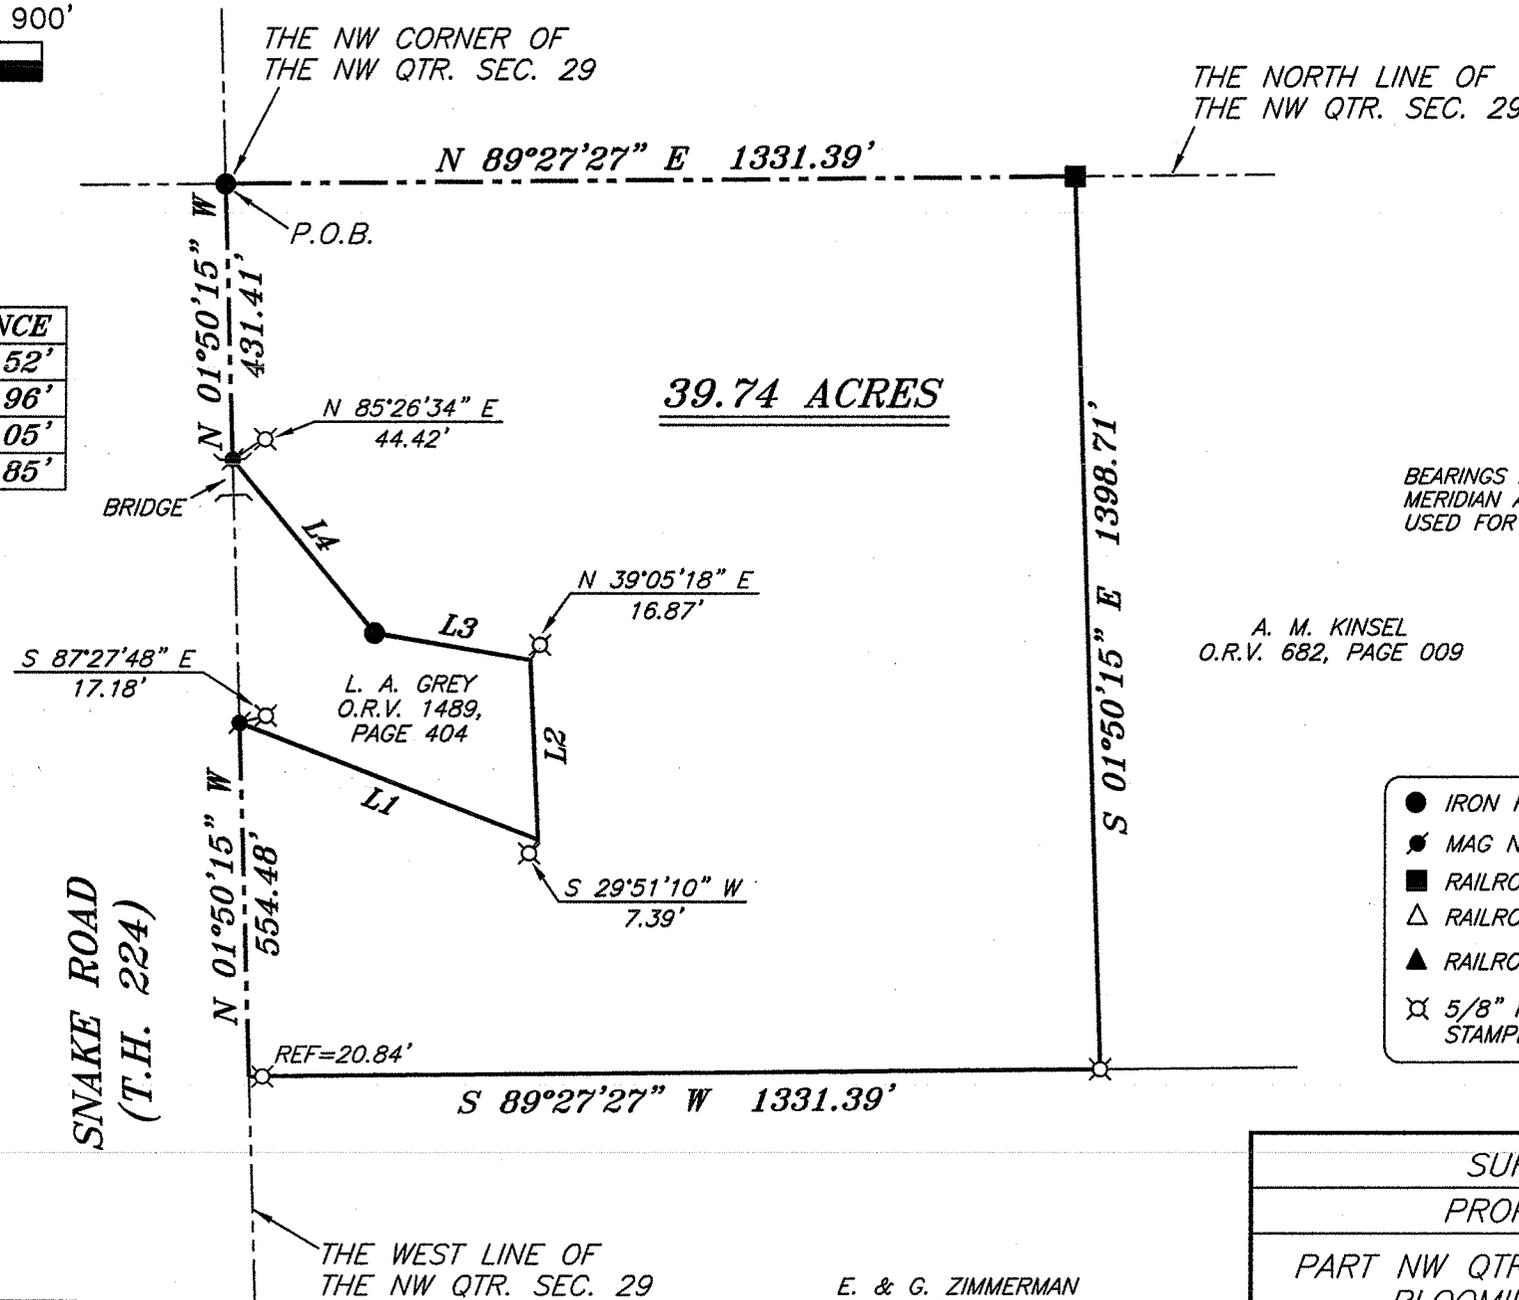 900'
THE NW CORNER OF
THE NW QTR. SEC. 29
THE NORTH LINE OF
THE NW QTR. SEC. 29
N 89°27'27" E 1331.39'
P.O.B.
N 01°50'15" W
431.41'
NCE
52'
96'
05'
85'
39.74 ACRES
N 85°26'34" E
44.42'
BRIDGE
L4
S 01°50'15" E 1398.71'
BEARINGS
MERIDIAN A
USED FOR
N 39°05'18" E
16.87'
L3
A. M. KINSEL
O.R.V. 682, PAGE 009
S 87°27'48" E
17.18'
L. A. GREY
O.R.V. 1489,
PAGE 404
L2
L1
N 01°50'15" W
554.48'
S 29°51'10" W
7.39'
IRON
MAG N
RAILRO
RAILRO
RAILRO
5/8"
STAMPE
SNAKE ROAD
(T.H. 224)
REF=20.84'
S 89°27'27" W 1331.39'
SUR
PROP
PART NW QTR
BLOOMI
THE WEST LINE OF
THE NW QTR. SEC. 29
E. & G. ZIMMERMAN